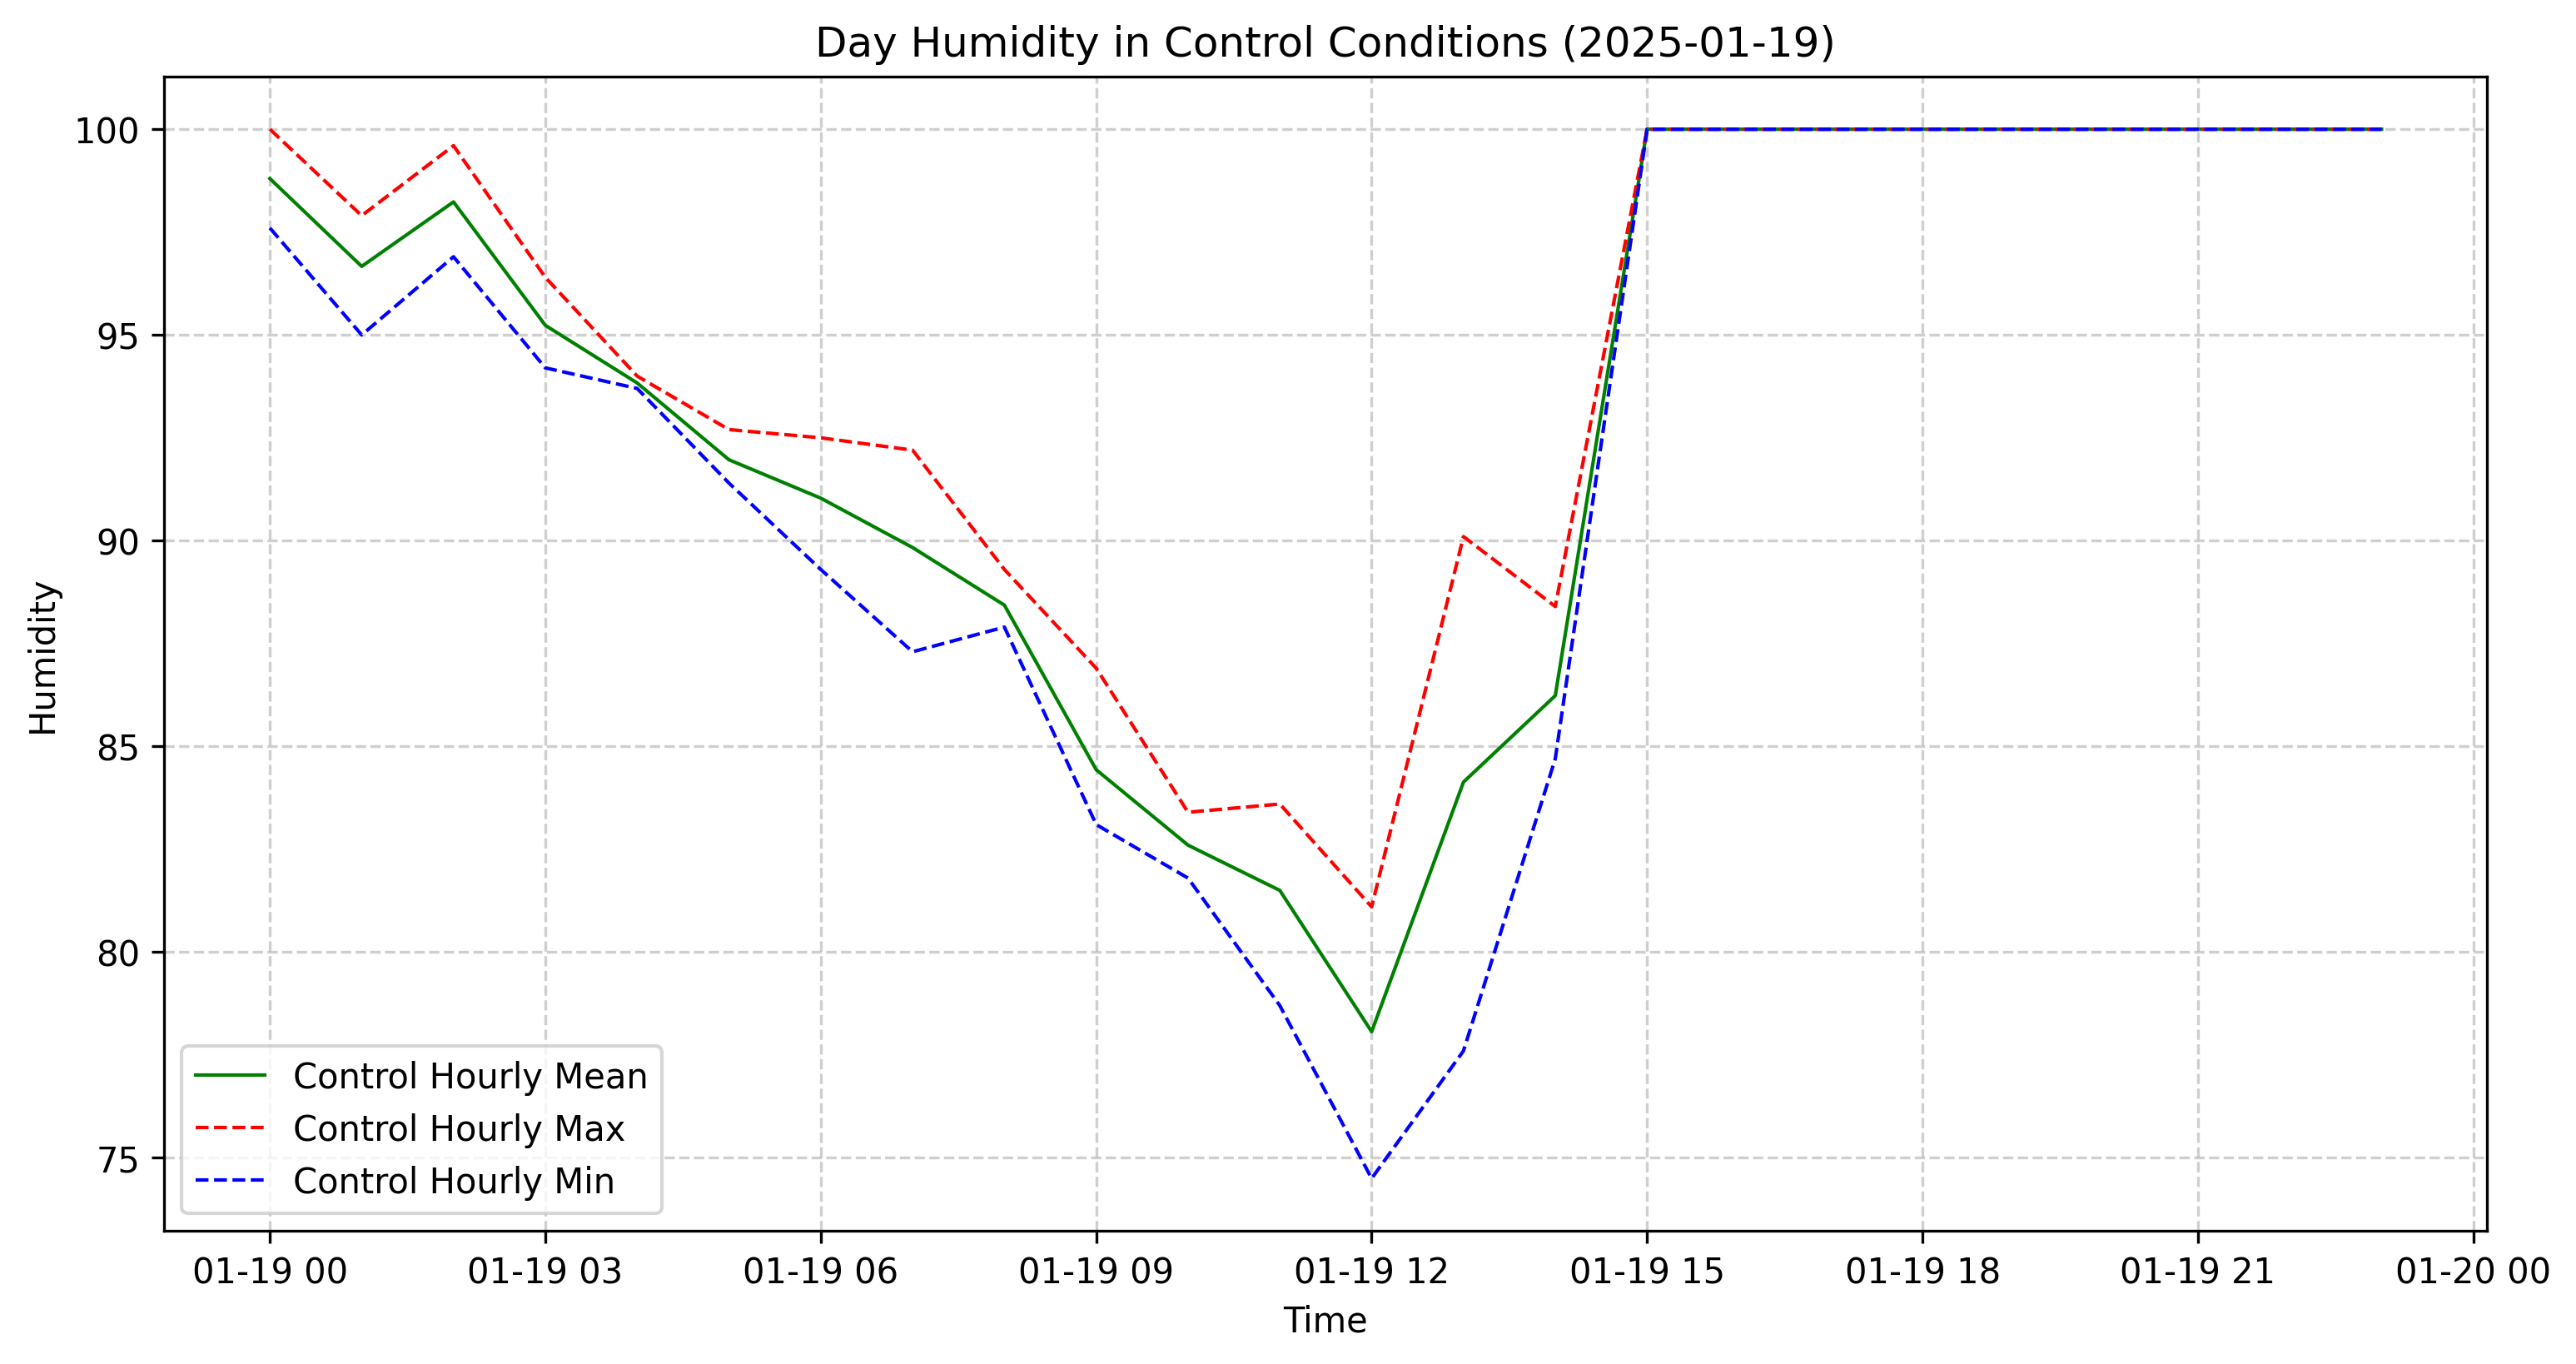 Day Humidity in Control Conditions (2025-01-19)
Humidity
100
95
90
85
80
75
Control Hourly Mean
Control Hourly Max
Control Hourly Min
01-19 00 01-19 03 01-19 06 01-19 09 01-19 12 01-19 15 01-19 18 01-19 21 01-20 00
Time